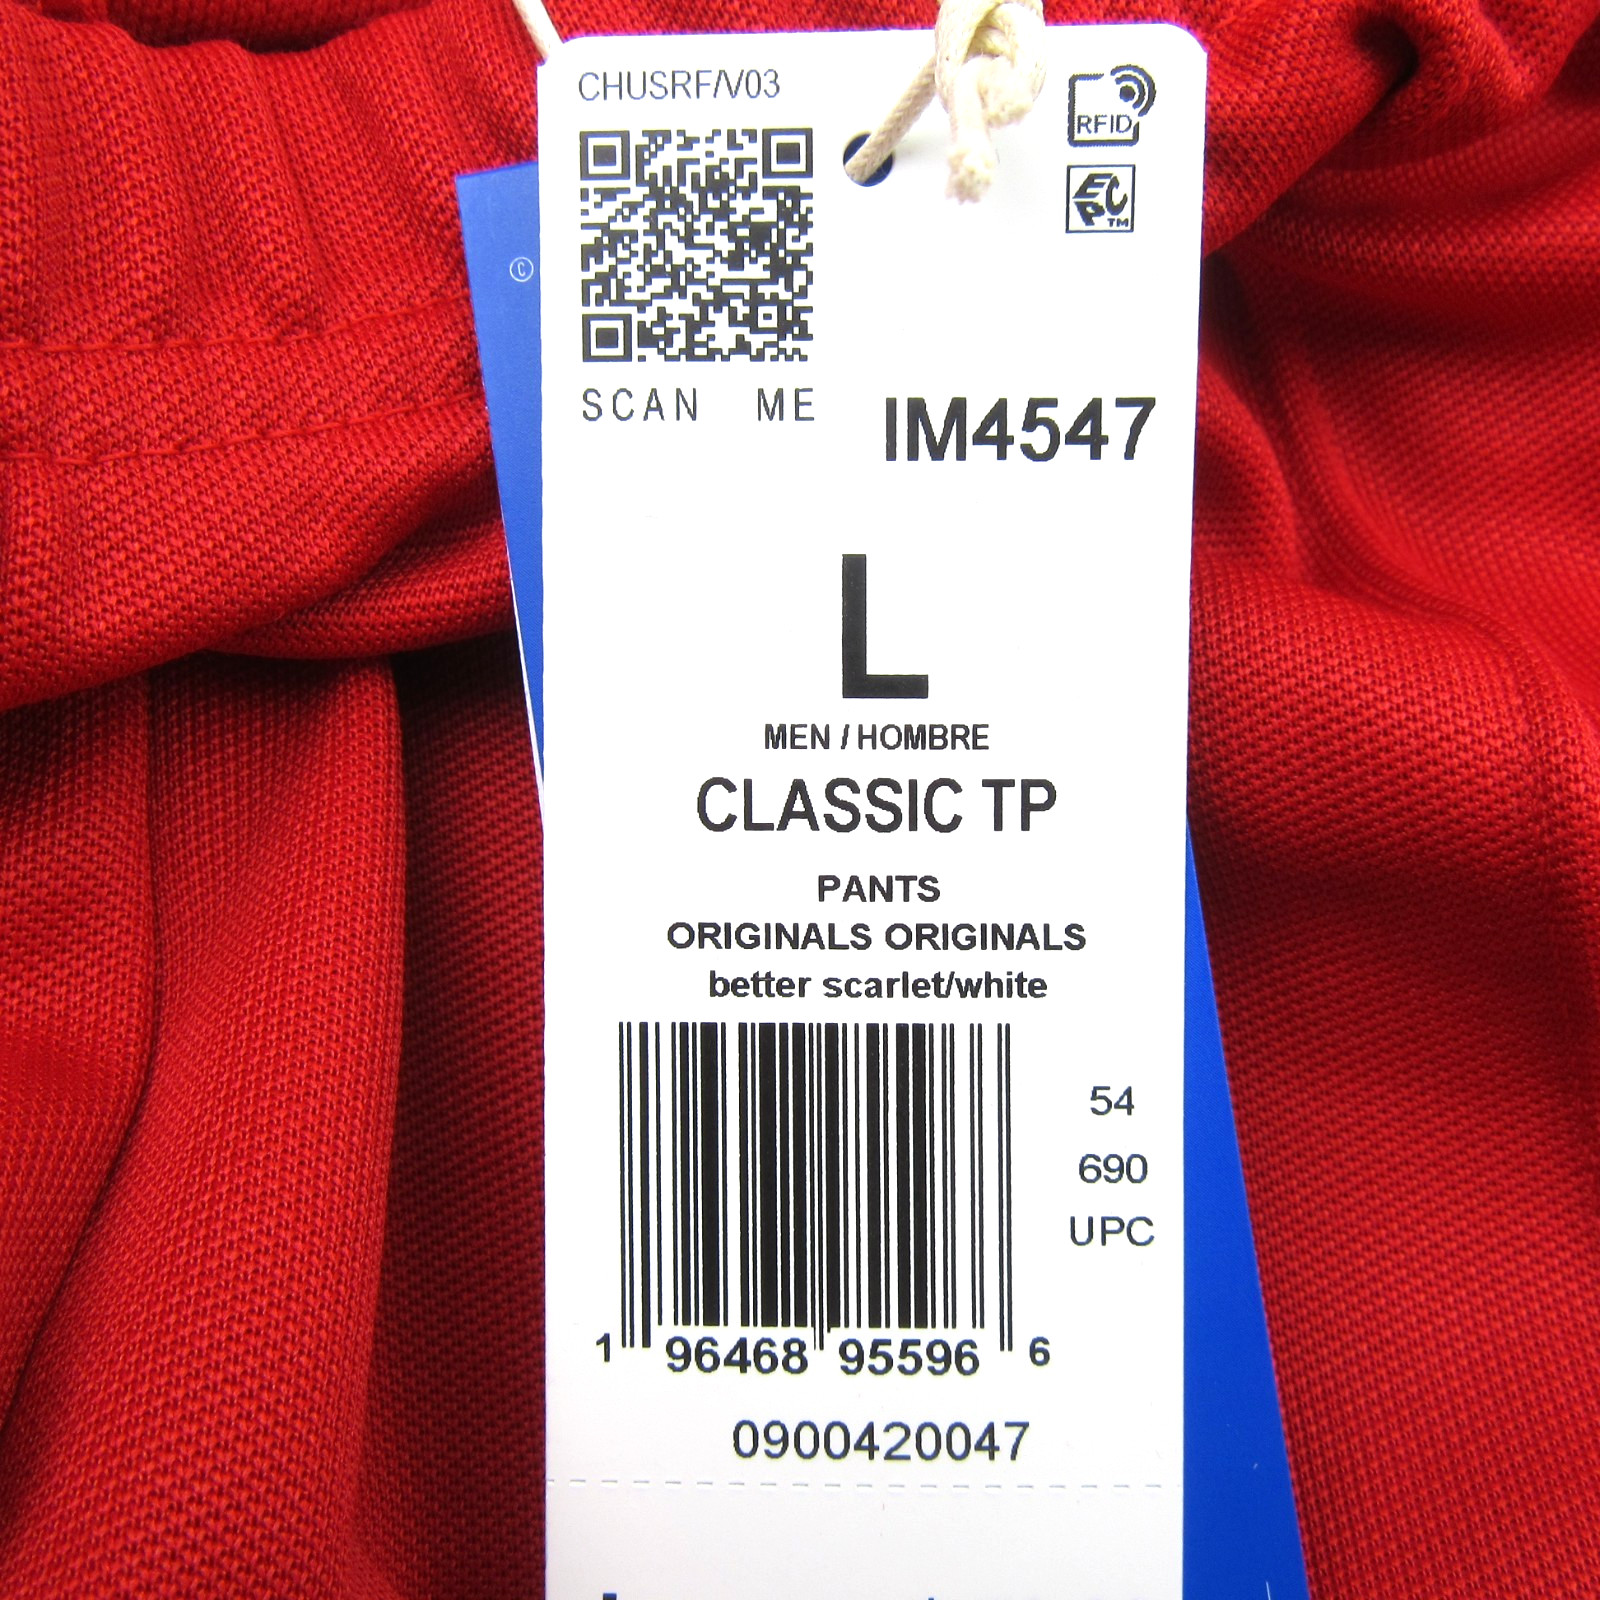 CHUSRF/V03
RFID
EPC™
©
SCAN ME
IM4547
L
MEN / HOMBRE
CLASSIC TP
PANTS
ORIGINALS ORIGINALS
better scarlet/white
54
690
UPC
1 96468 95596 6
0900420047